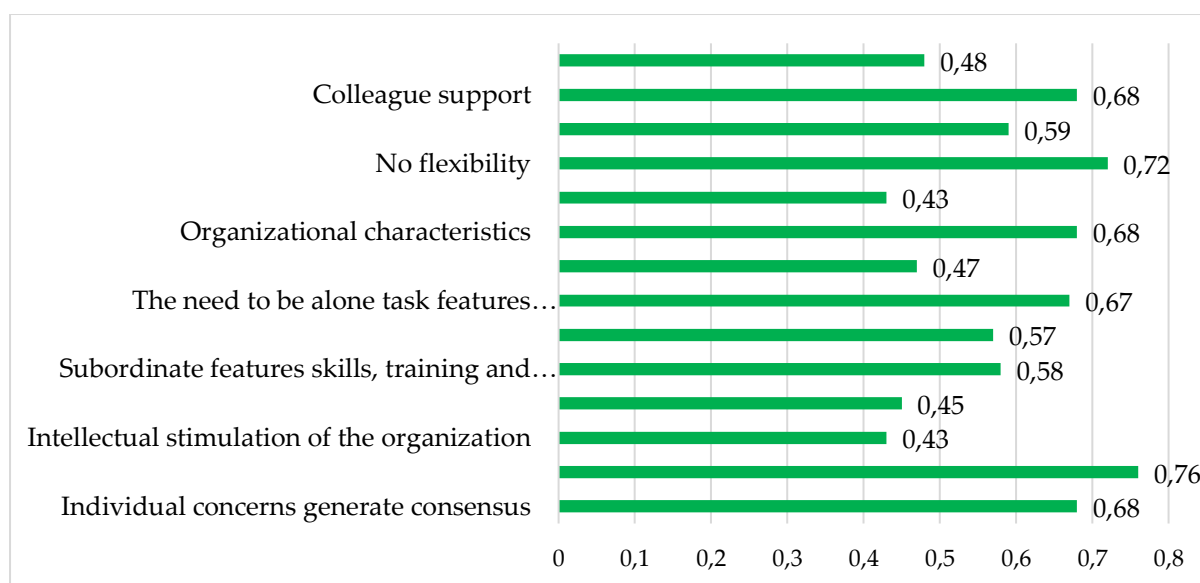 0,48
Colleague support 0,68
0,59
No flexibility 0,72
0,43
Organizational characteristics 0,68
0,47
The need to be alone task features… 0,67
0,57
Subordinate features skills, training and… 0,58
0,45
Intellectual stimulation of the organization 0,43
0,76
Individual concerns generate consensus 0,68
0 0,1 0,2 0,3 0,4 0,5 0,6 0,7 0,8